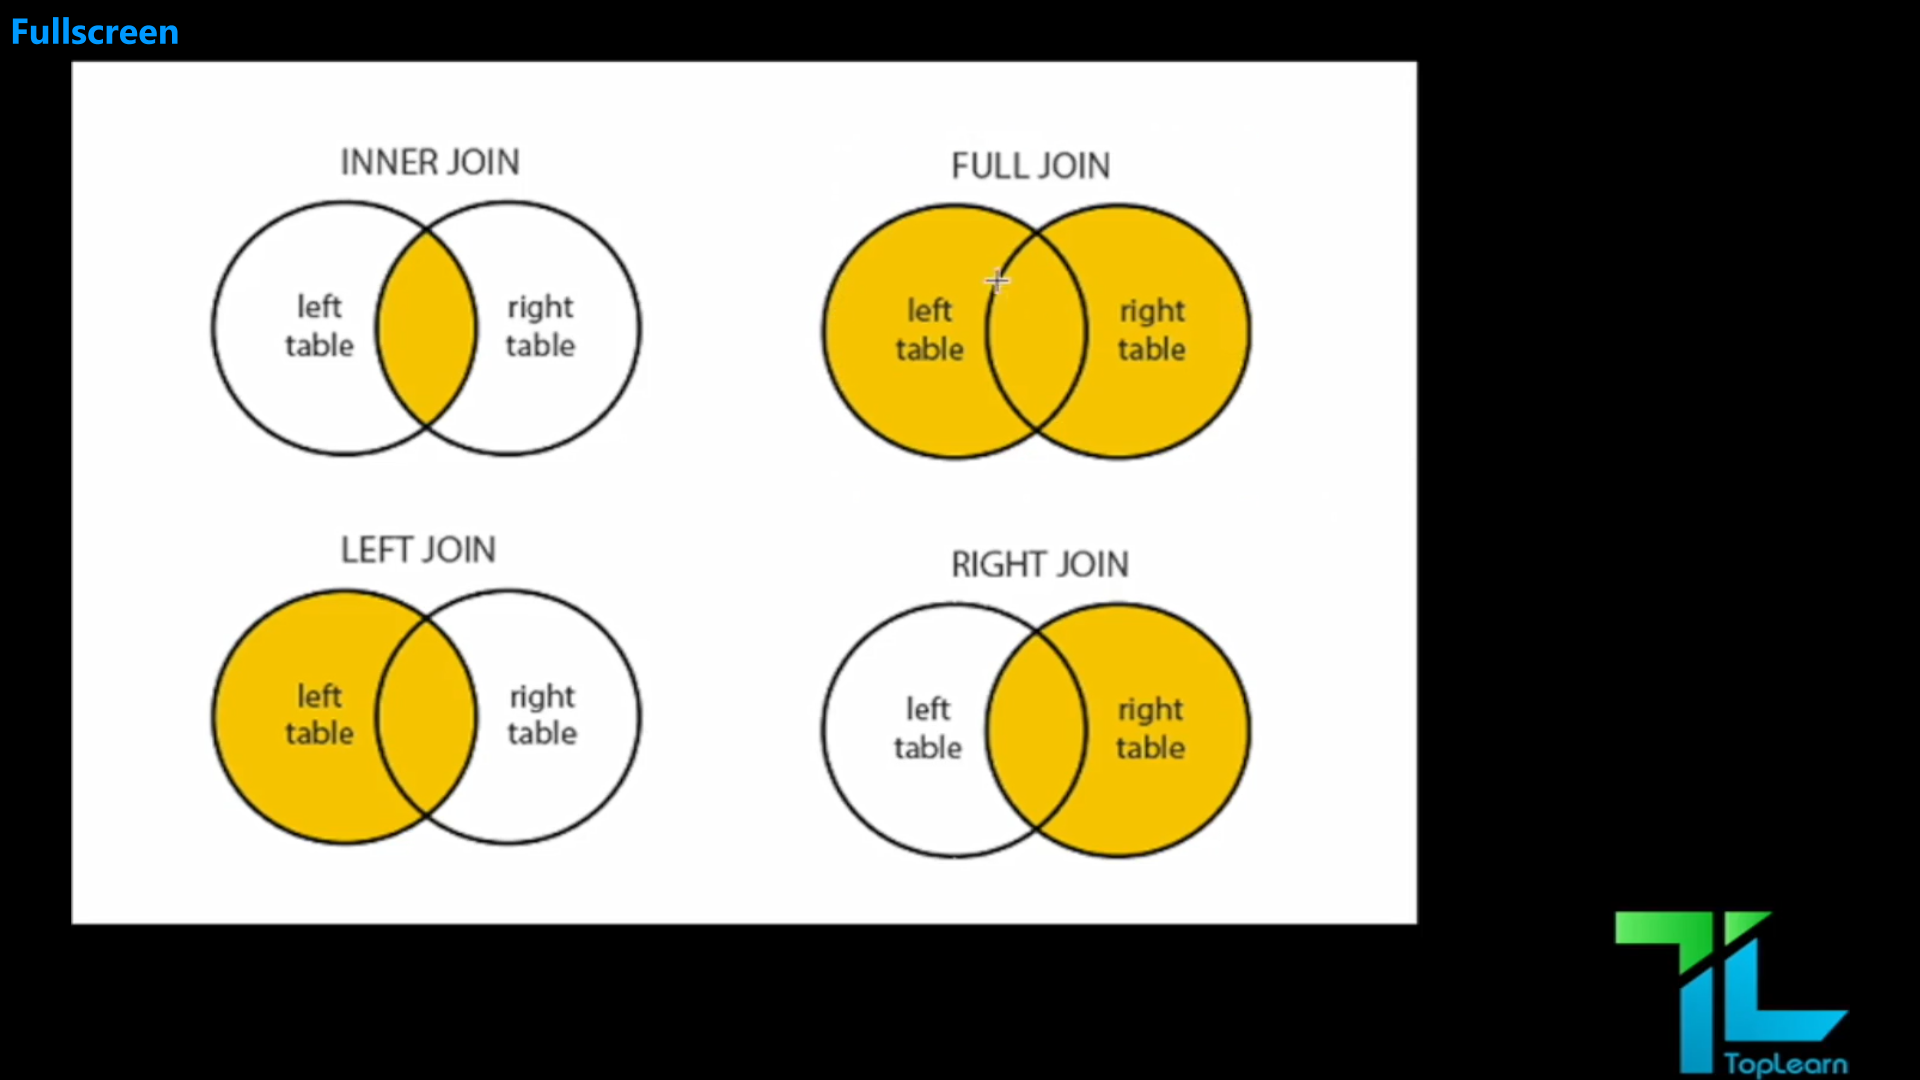 Fullscreen
INNER JOIN
left
table
right
table
FULL JOIN
left
table
right
table
LEFT JOIN
left
table
right
table
RIGHT JOIN
left
table
right
table
TL
TopLearn